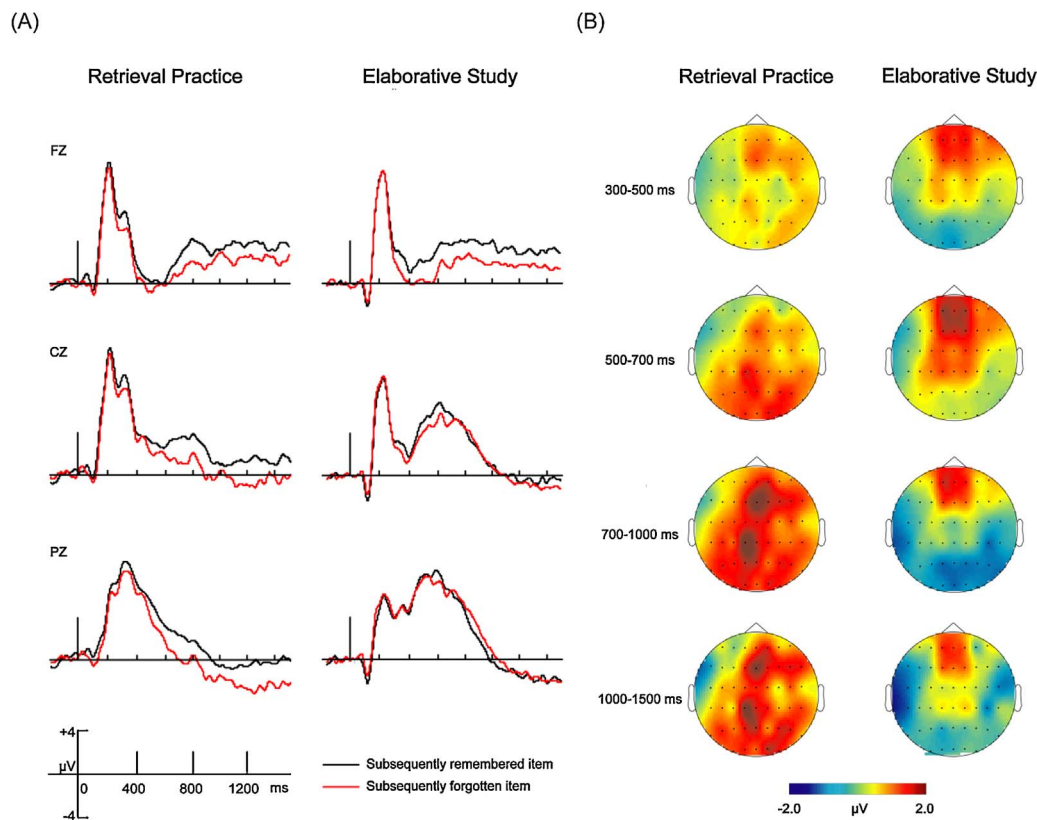 (A)
Retrieval Practice
Elaborative Study
FZ
CZ
PZ
+4
μV
-4
0
400
800
1200
ms
Subsequently remembered item
Subsequently forgotten item
(B)
Retrieval Practice
Elaborative Study
300-500 ms
500-700 ms
700-1000 ms
1000-1500 ms
-2.0
μV
2.0